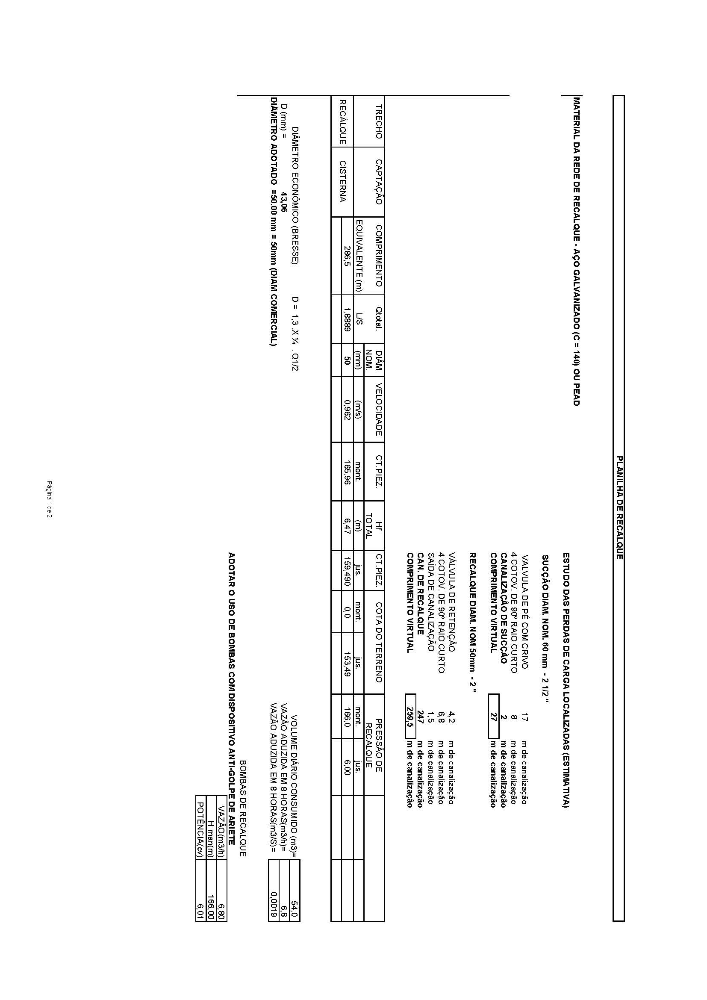 PLANILHA DE RECALQUE
MATERIAL DA REDE DE RECALQUE - AÇO GALVANIZADO (C = 140) OU PEAD
ESTUDO DAS PERDAS DE CARGA LOCALIZADAS (ESTIMATIVA)
SUCÇÃO DIAM. NOM. 60 mm - 2 1/2 "
VALVULA DE PÉ COM CRIVO 17 m de canalização
4 COTOV. DE 90º RAIO CURTO 8 m de canalização
CANALIZAÇÃO DE SUCÇÃO 2 m de canalização
COMPRIMENTO VIRTUAL 27 m de canalização
RECALQUE DIAM. NOM 50mm - 2 "
VÁLVULA DE RETENÇÃO 4,2 m de canalização
4 COTOV. DE 90º RAIO CURTO 6,8 m de canalização
SAÍDA DE CANALIZAÇÃO 1,5 m de canalização
CAN. DE RECALQUE 247 m de canalização
COMPRIMENTO VIRTUAL 259,5 m de canalização
TRECHO CAPTAÇÃO COMPRIMENTO Qtotal. DIÂM VELOCIDADE CT.PIEZ. Hf CT.PIEZ. COTA DO TERRENO PRESSÃO DE
NOM. TOTAL RECALQUE
EQUIVALENTE (m) L/S (mm) (m/s) mont. (m) jus. mont. jus. mont. jus.
RECÁLQUE CISTERNA 286,5 1,8889 50 0,962 165,96 6,47 159,490 0,0 153,49 166,0 6,00
DIÂMETRO ECONÔMICO (BRESSE) D = 1,3 .X ¼ . Q1/2
VOLUME DIÁRIO CONSUMIDO (m3)= 54,0
D (mm) = 43,06
VAZÃO ADUZIDA EM 8 HORAS(m3/h)= 6,8
DIÂMETRO ADOTADO =50.00 mm = 50mm (DIAM COMERCIAL)
VAZÃO ADUZIDA EM 8 HORAS(m3/S)= 0,0019
BOMBAS DE RECALQUE
ADOTAR O USO DE BOMBAS COM DISPOSITIVO ANTI-GOLPE DE ARIETE
VAZÃO(m3/h) 6,80
H man(m) 166,00
POTÊNCIA(cv) 6,01
Página 1 de 2